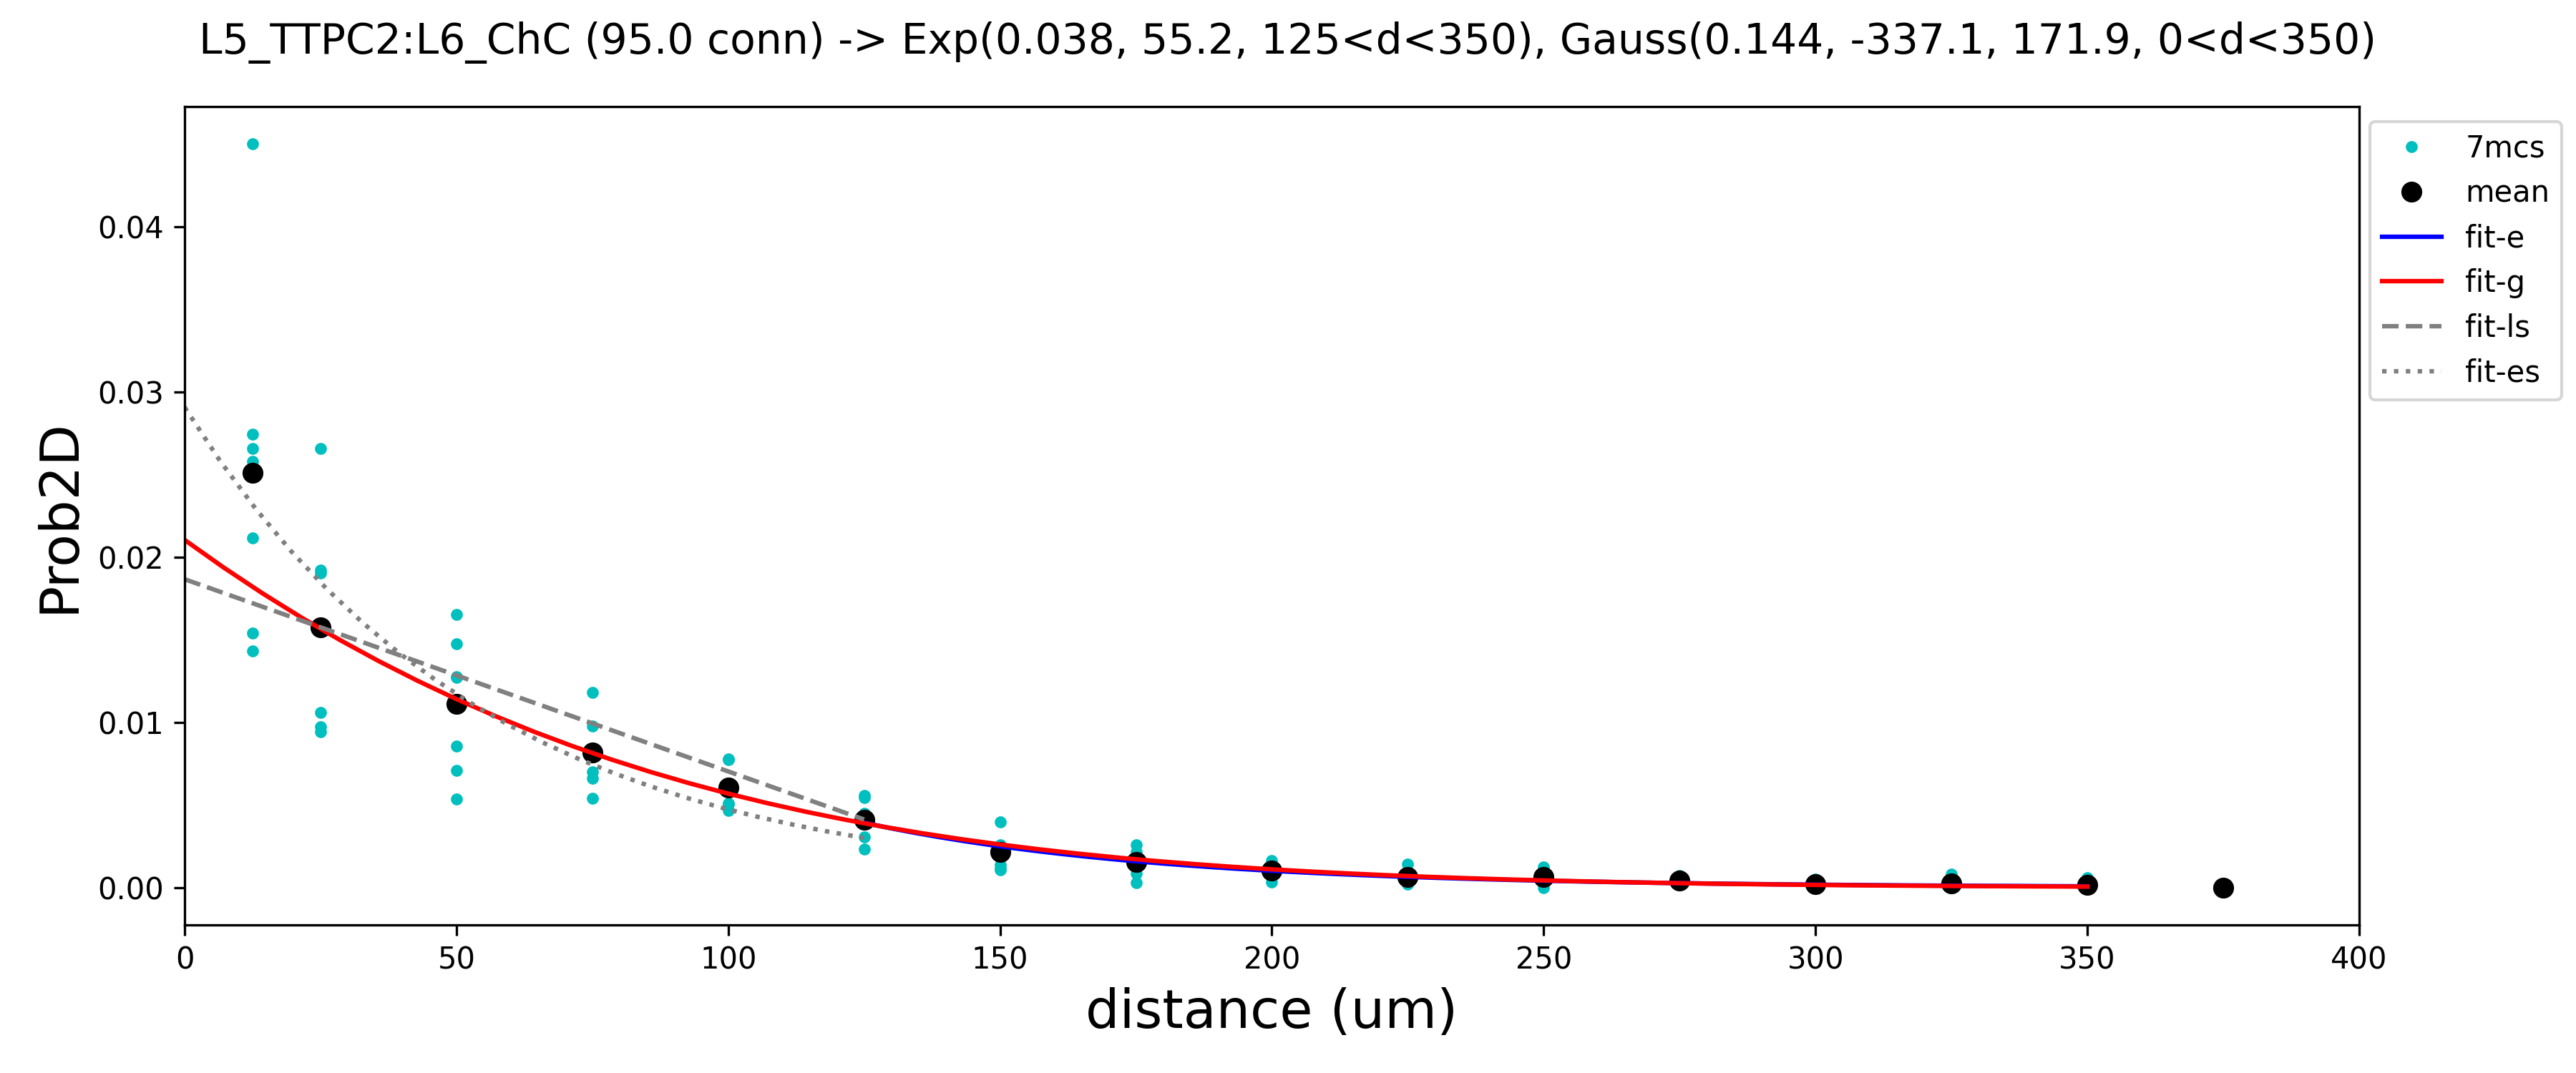 L5_TTPC2:L6_ChC (95.0 conn) -> Exp(0.038, 55.2, 125<d<350), Gauss(0.144, -337.1, 171.9, 0<d<350)
7mcs
mean
fit-e
fit-g
fit-ls
fit-es
Prob2D
0.04
0.03
0.02
0.01
0.00
0 50 100 150 200 250 300 350 400
distance (um)